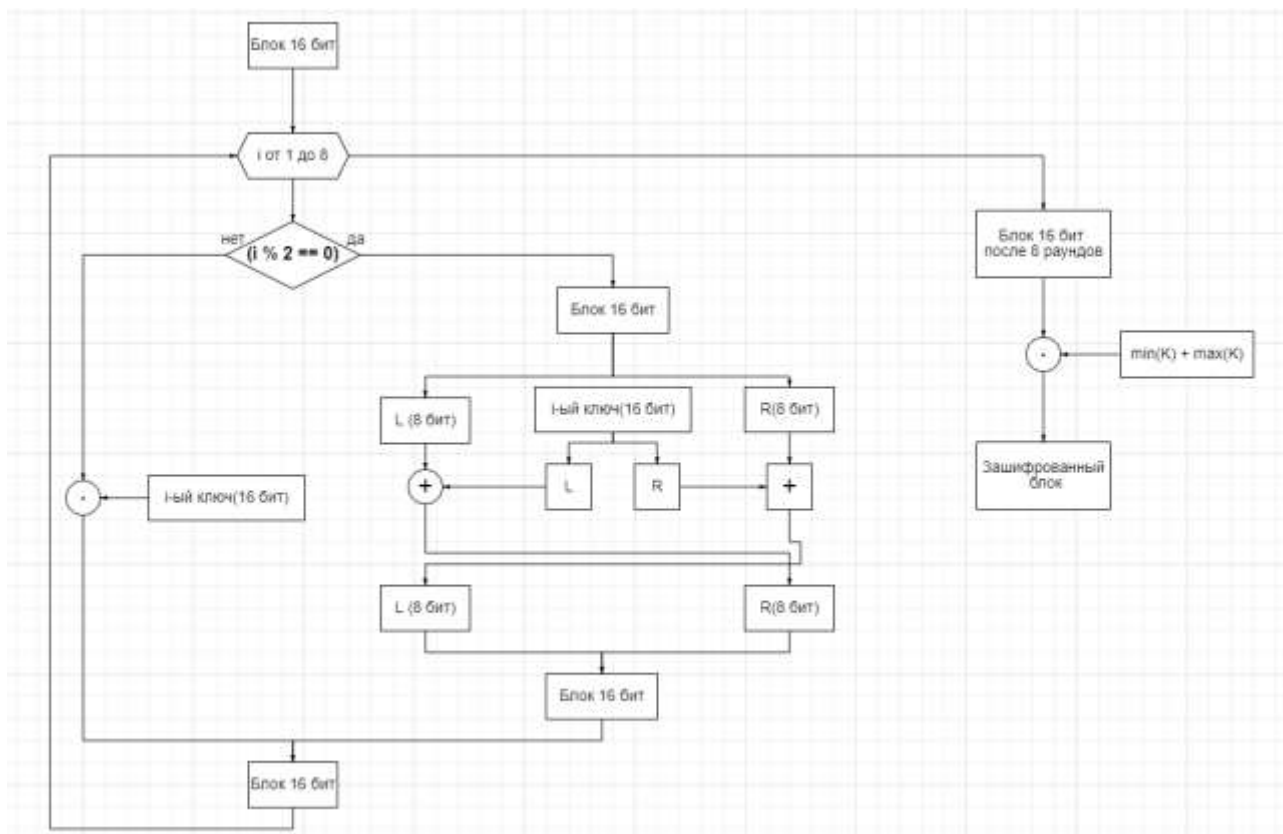 Блок 16 бит
i от 1 до 8
нет
да
(i % 2 == 0)
Блок 16 бит
после 8 раундов
Блок 16 бит
min(K) + max(K)
L (8 бит)
i-ый ключ(16 бит)
R(8 бит)
Зашифрованный
блок
i-ый ключ(16 бит)
-
+
L
R
+
-
L (8 бит)
R(8 бит)
Блок 16 бит
Блок 16 бит